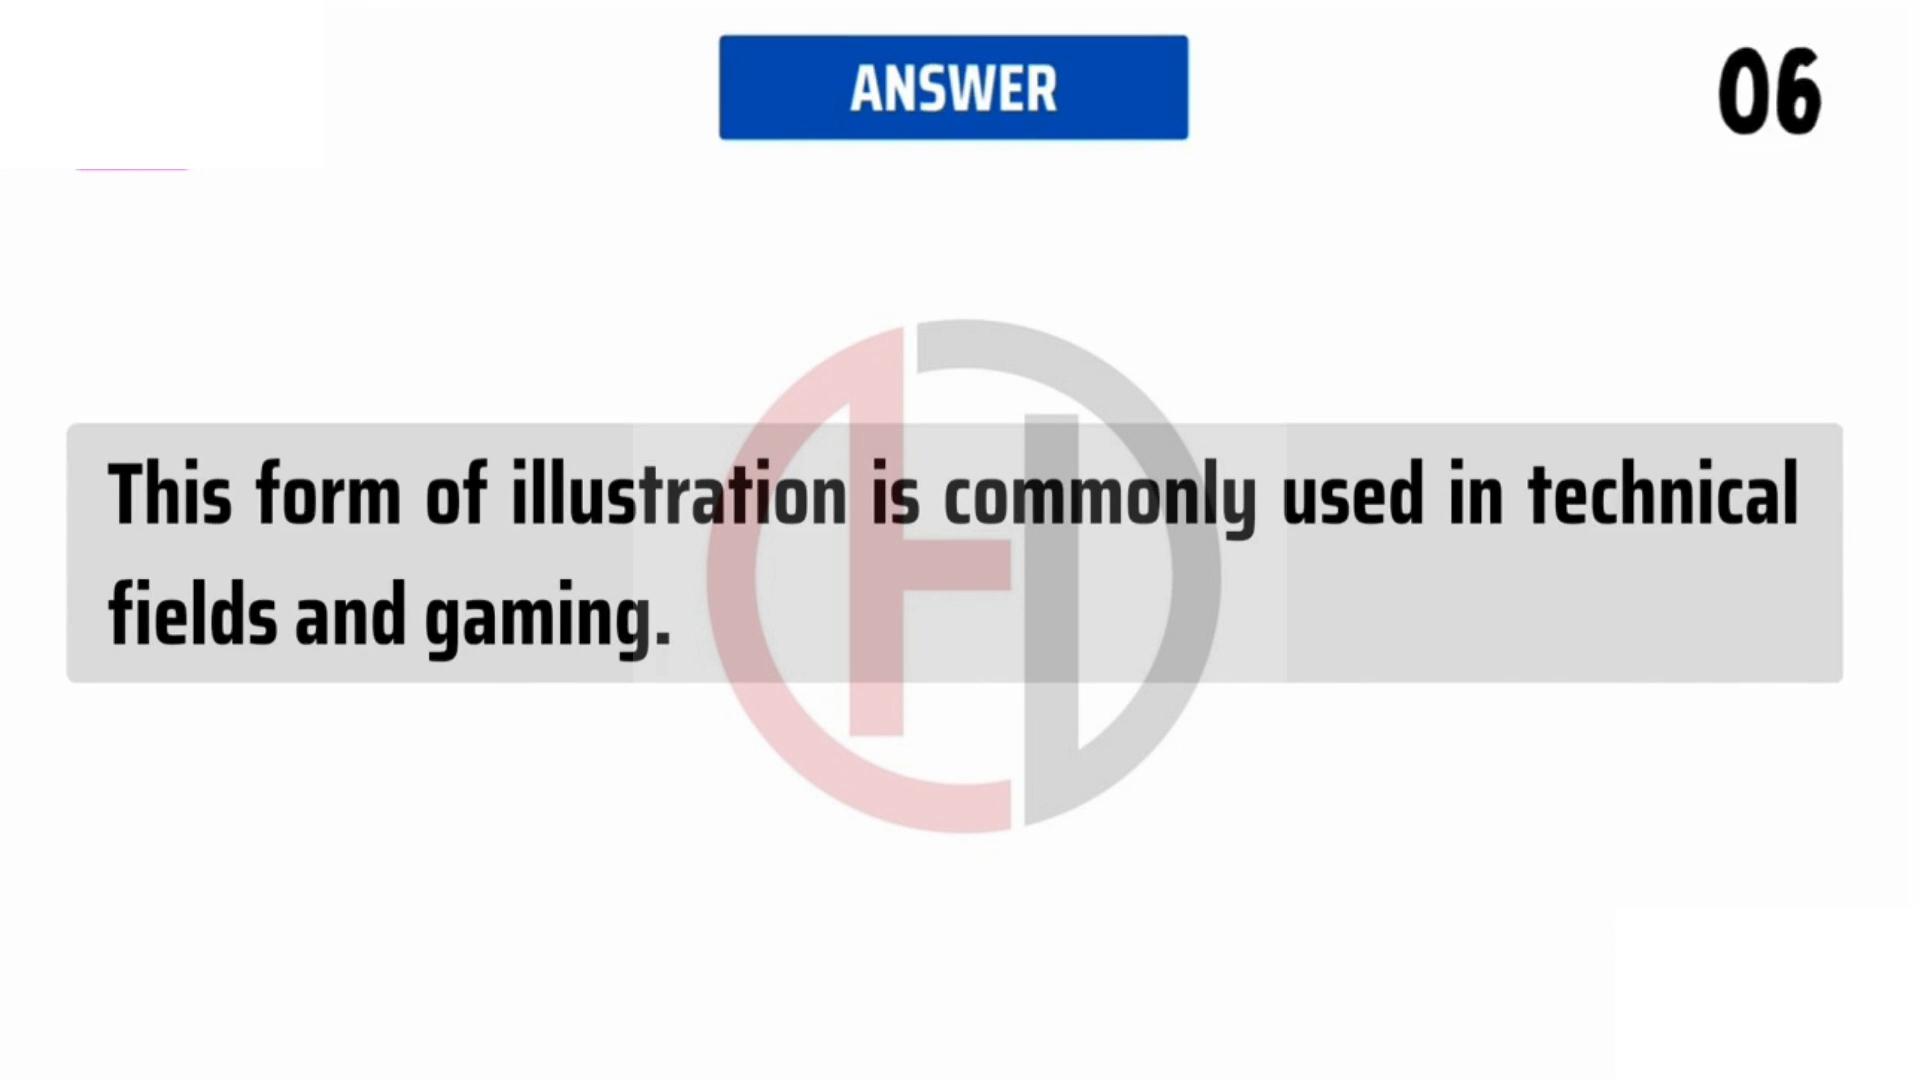 ANSWER
06
This form of illustration is commonly used in technical
fields and gaming.